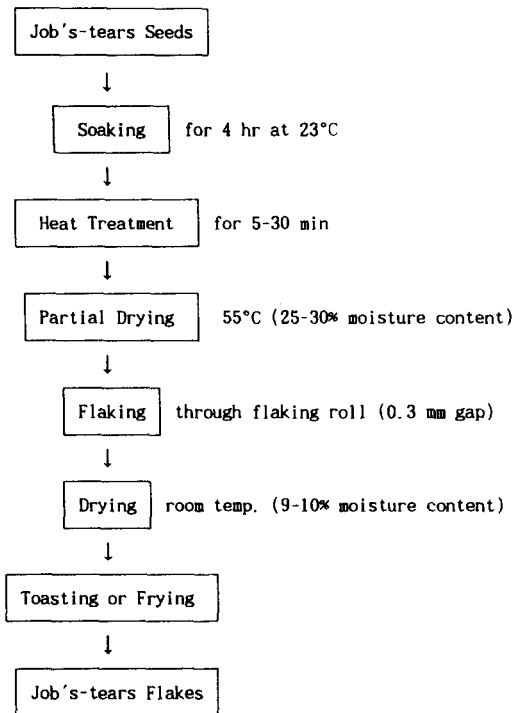 Job's-tears Seeds
↓
Soaking for 4 hr at 23°C
↓
Heat Treatment for 5-30 min
↓
Partial Drying 55°C (25-30% moisture content)
↓
Flaking through flaking roll (0.3 mm gap)
↓
Drying room temp. (9-10% moisture content)
↓
Toasting or Frying
↓
Job's-tears Flakes